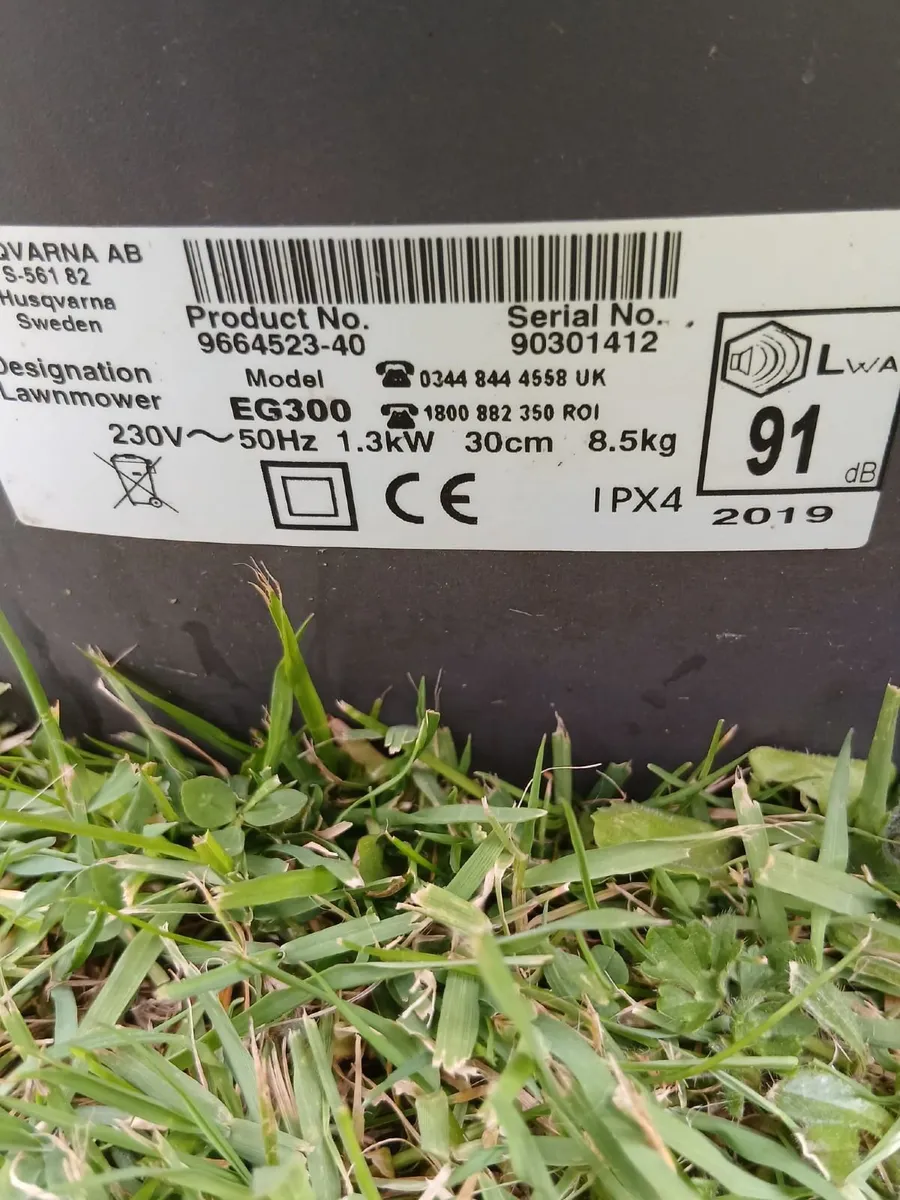 QVARNA AB
S-561 82
Husqvarna
Sweden
Designation
Lawnmower
Product No.
9664523-40
Serial No.
90301412
Model
EG300
0344 844 4558 UK
1800 882 350 ROI
230V～50Hz 1.3kW 30cm 8.5kg
CE
IPX4
LWA
91
dB
2019